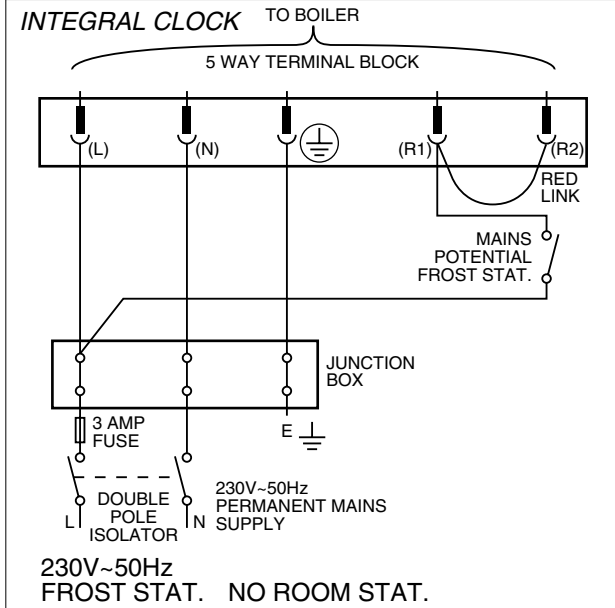 INTEGRAL CLOCK
TO BOILER
5 WAY TERMINAL BLOCK
(L)
(N)
(R1)
(R2)
RED
LINK
MAINS
POTENTIAL
FROST STAT.
JUNCTION
BOX
3 AMP
FUSE
E
DOUBLE
POLE
ISOLATOR
L
N
230V~50Hz
PERMANENT MAINS
SUPPLY
230V~50Hz
FROST STAT. NO ROOM STAT.